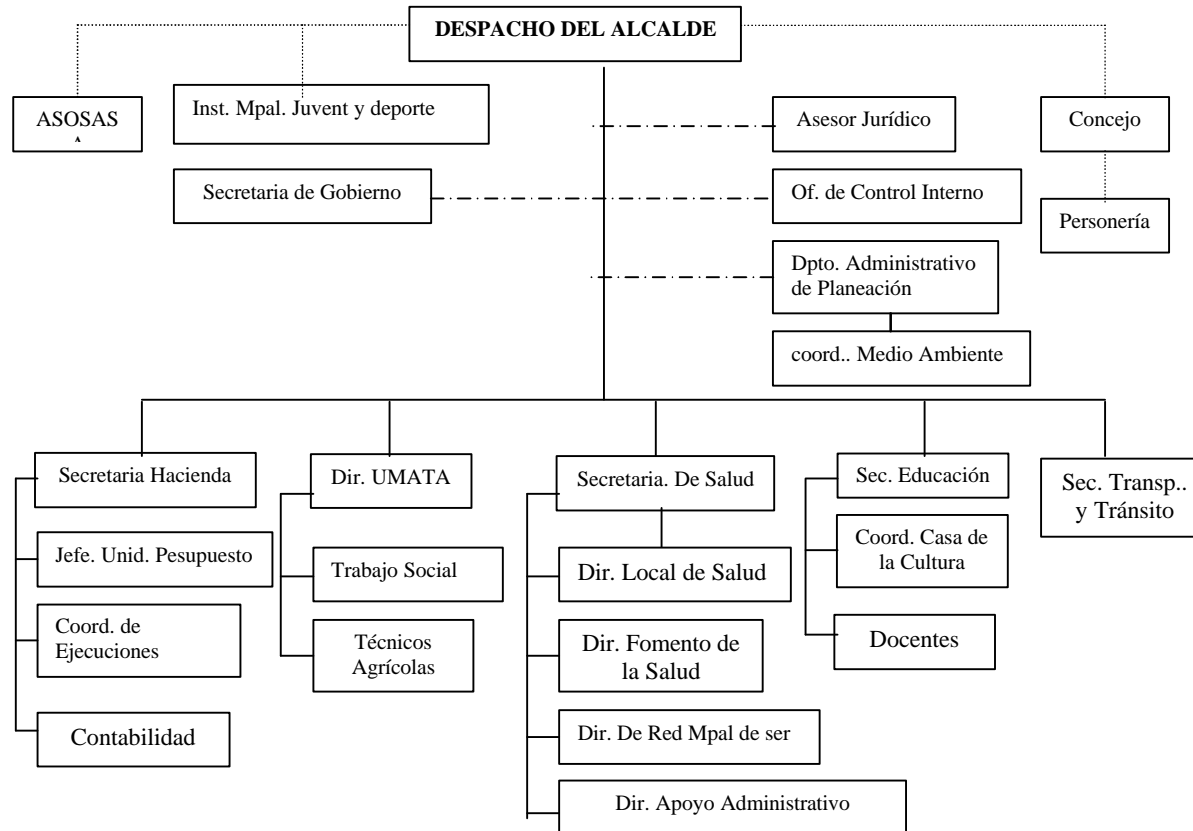 DESPACHO DEL ALCALDE
ASOSAS
A
Inst. Mpal. Juvent y deporte
Asesor Jurídico
Concejo
Secretaria de Gobierno
Of. de Control Interno
Personería
Dpto. Administrativo
de Planeación
coord.. Medio Ambiente
Secretaria Hacienda
Dir. UMATA
Secretaria. De Salud
Sec. Educación
Sec. Transp..
y Tránsito
Jefe. Unid. Pesupuesto
Trabajo Social
Dir. Local de Salud
Coord. Casa de
la Cultura
Coord. de
Ejecuciones
Técnicos
Agrícolas
Dir. Fomento de
la Salud
Docentes
Contabilidad
Dir. De Red Mpal de ser
Dir. Apoyo Administrativo